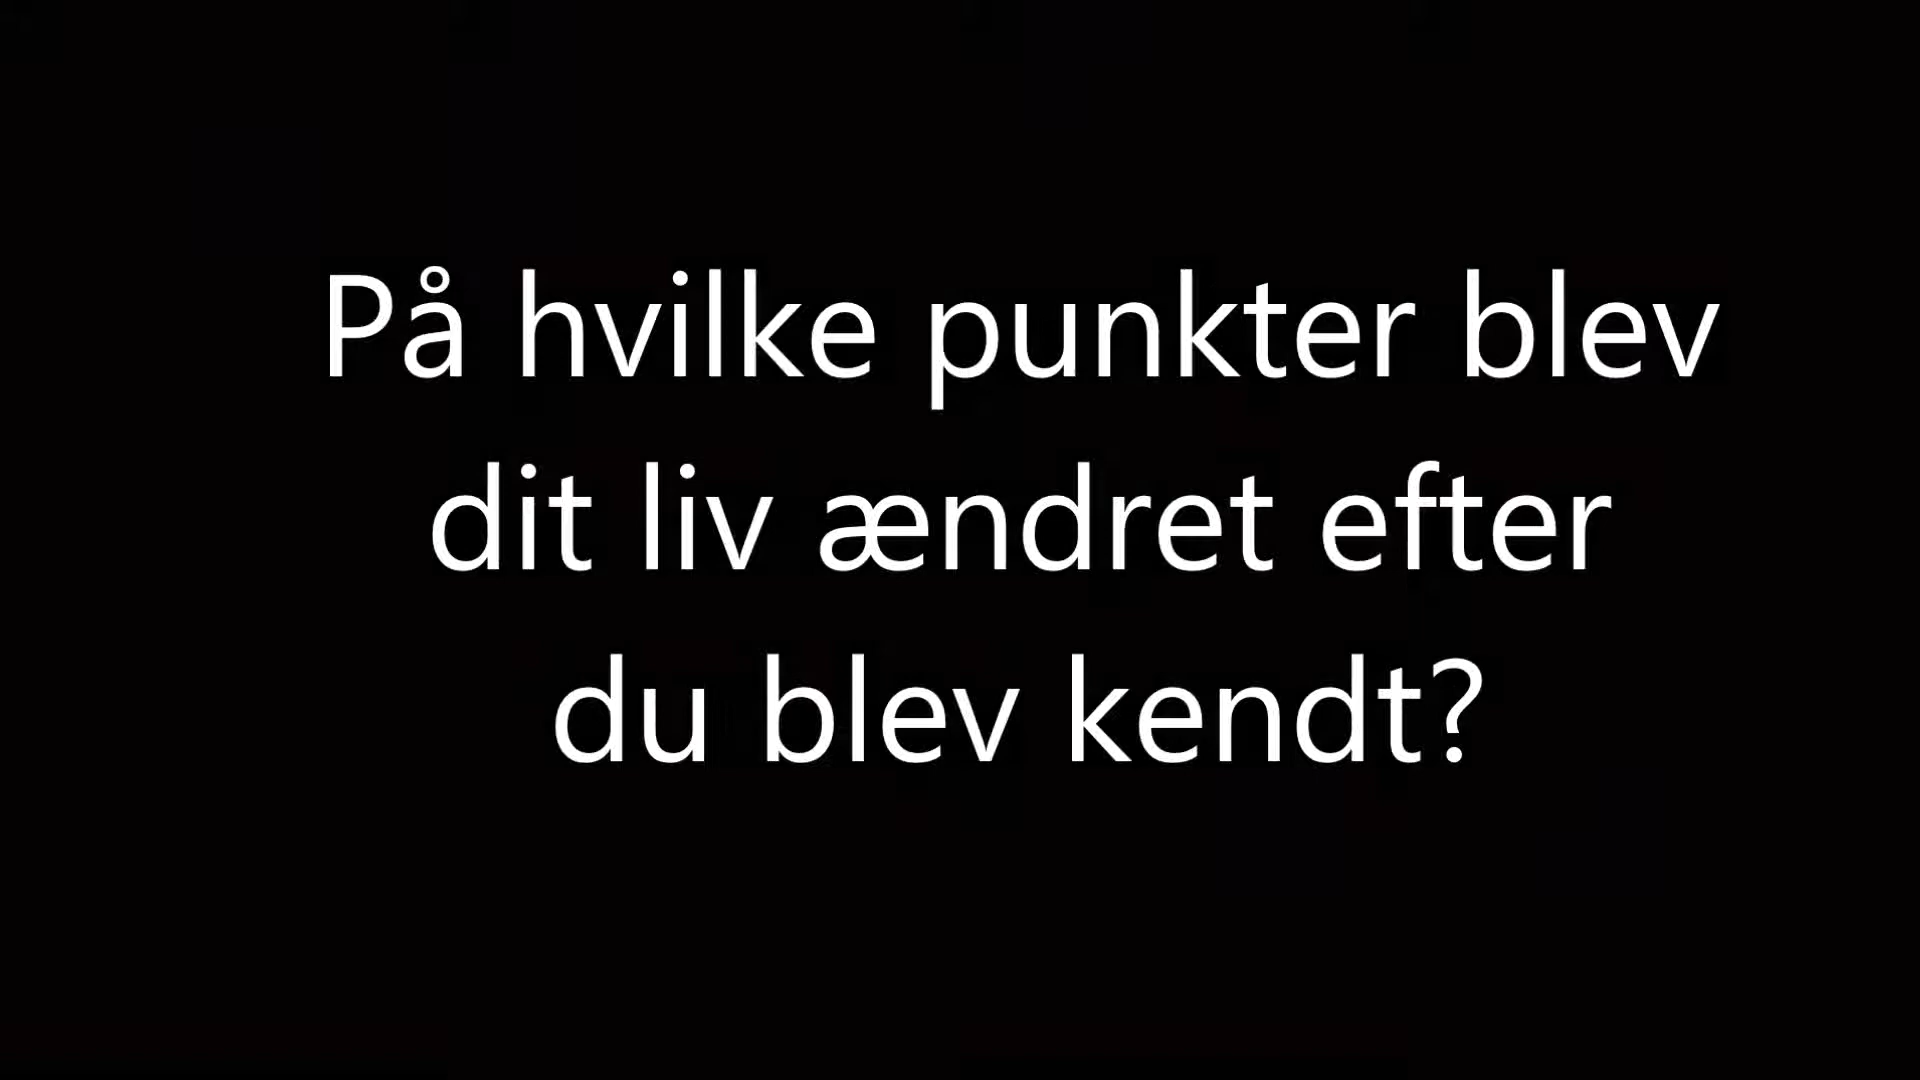 På hvilke punkter blev
dit liv ændret efter
du blev kendt?